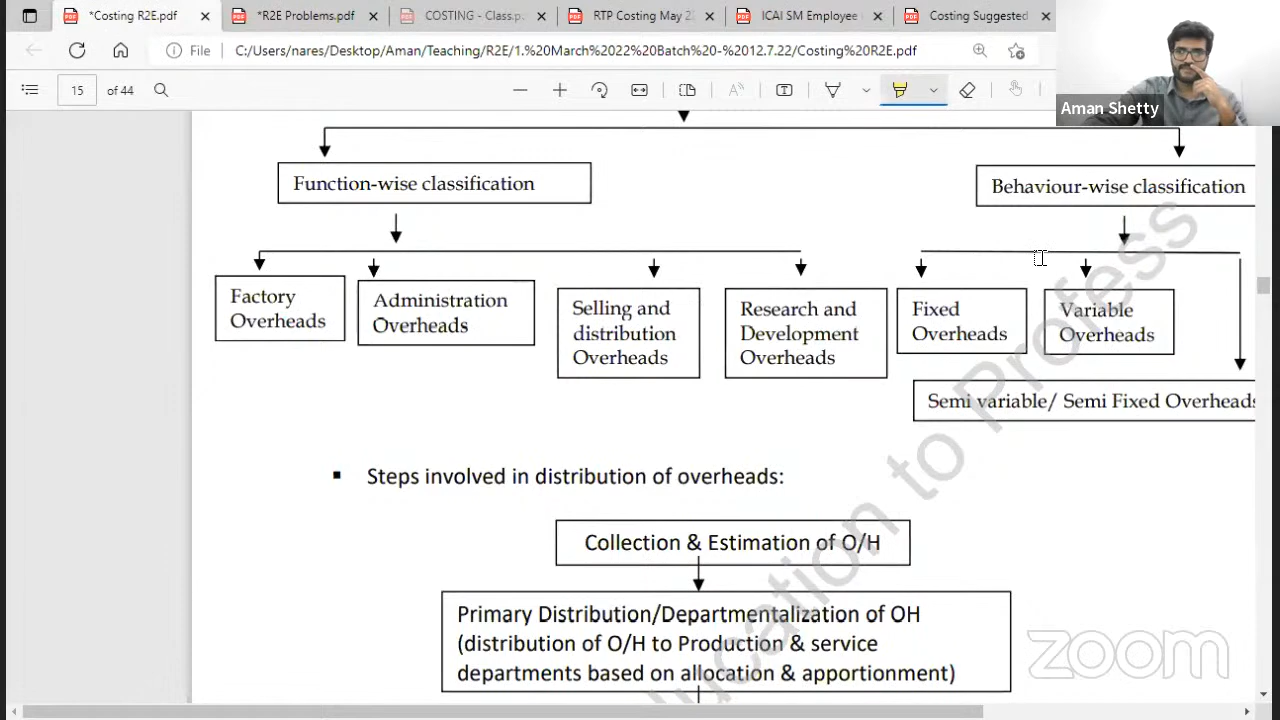 *Costing R2E.pdf
*R2E Problems.pdf
COSTING - Class.p
RTP Costing May 2
ICAI SM Employee
Costing Suggested
File
C:/Users/nares/Desktop/Aman/Teaching/R2E/1.%20March%2022%20Batch%20-%2012.7.22/Costing%20R2E.pdf
15 of 44
Aman Shetty
Function-wise classification
Behaviour-wise classification
Factory
Overheads
Administration
Overheads
Selling and
distribution
Overheads
Research and
Development
Overheads
Fixed
Overheads
Variable
Overheads
Semi variable/ Semi Fixed Overheads
▪ Steps involved in distribution of overheads:
Collection & Estimation of O/H
Primary Distribution/Departmentalization of OH
(distribution of O/H to Production & service
departments based on allocation & apportionment)
ucation to Profess
zoom